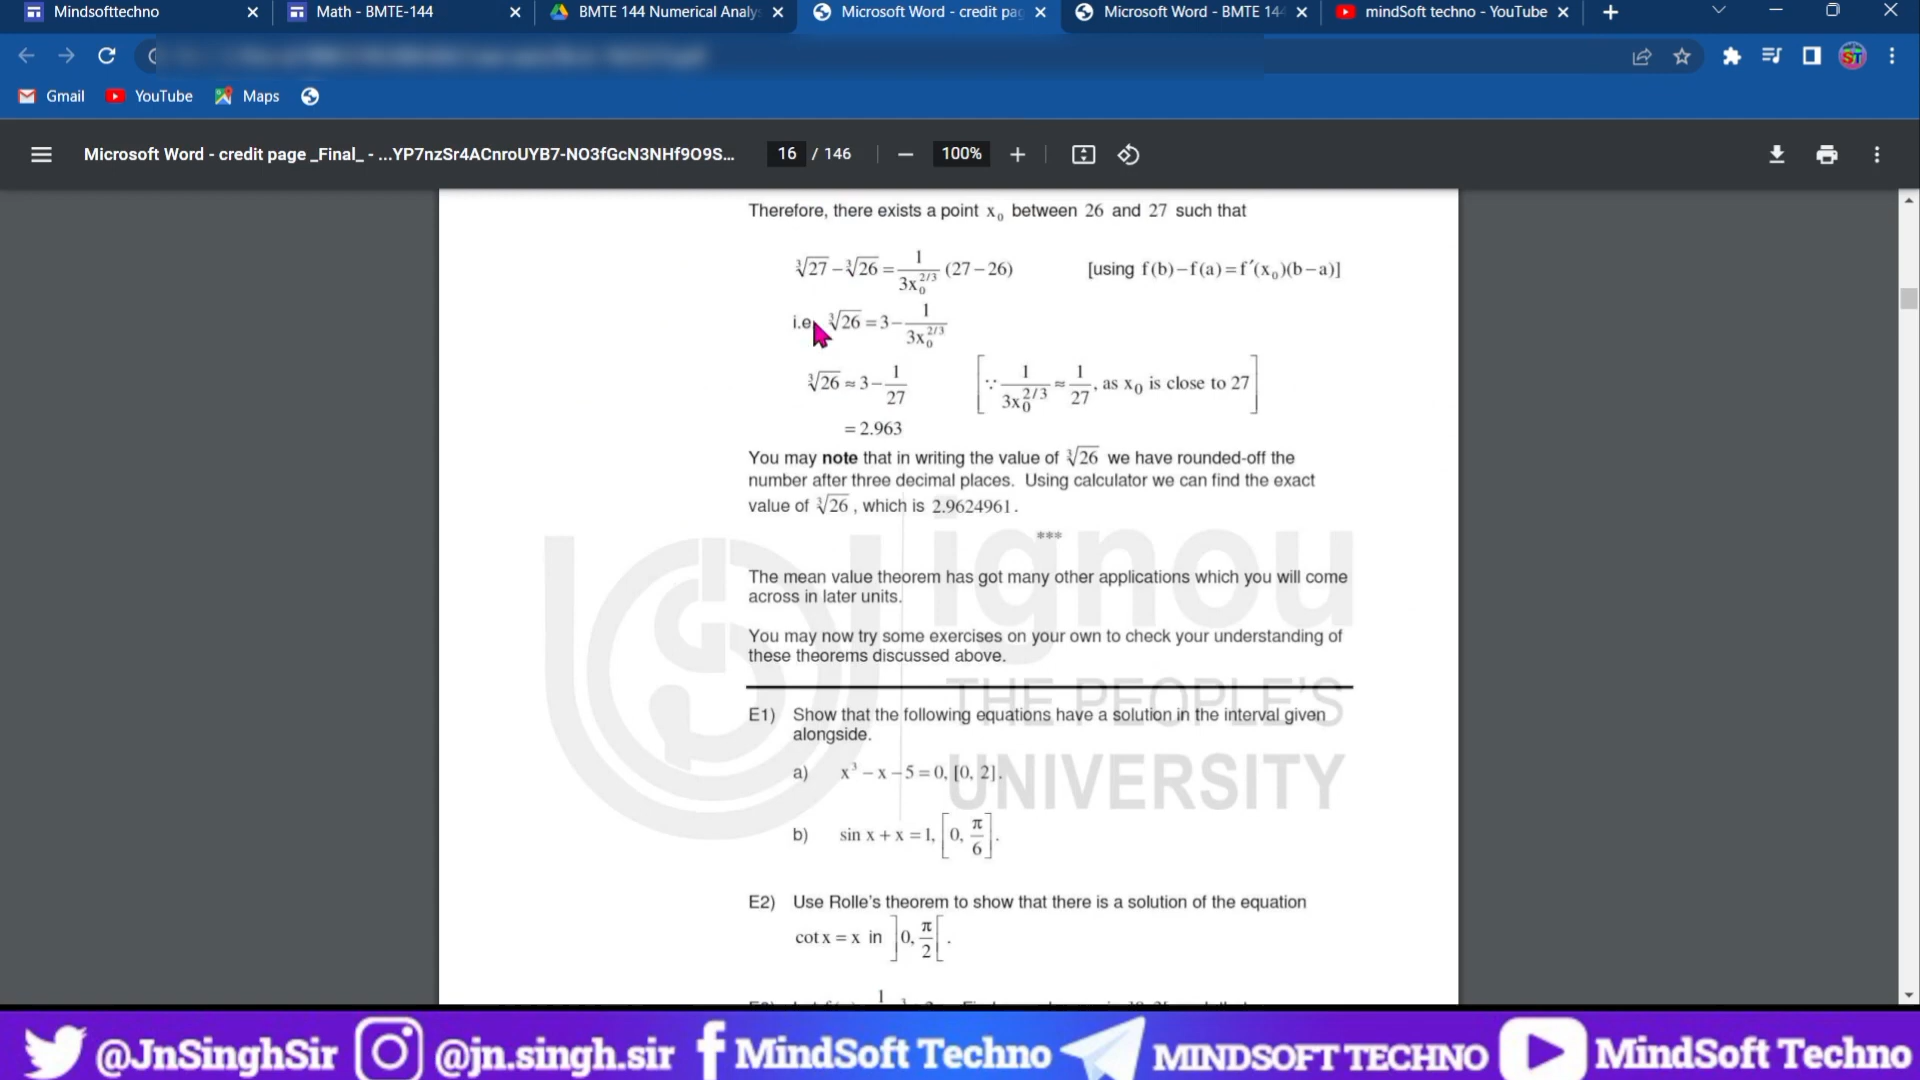 Mindsofttechno
Math - BMTE-144
BMTE 144 Numerical Analys
Microsoft Word - credit pag
Microsoft Word - BMTE 144
mindSoft techno - YouTube
Gmail
YouTube
Maps
Microsoft Word - credit page _Final_ - ...YP7nzSr4ACnroUYB7-NO3fGcN3NHf9O9S...
16 / 146
100%
Therefore, there exists a point x₀ between 26 and 27 such that
∛27 − ∛26 = 1/(3x₀^{2/3}) (27 − 26) [using f(b) − f(a) = f′(x₀)(b − a)]
i.e. ∛26 = 3 − 1/(3x₀^{2/3})
∛26 ≈ 3 − 1/27 [∵ 1/(3x₀^{2/3}) ≈ 1/27, as x₀ is close to 27]
= 2.963
You may note that in writing the value of ∛26 we have rounded-off the
number after three decimal places. Using calculator we can find the exact
value of ∛26 , which is 2.9624961.
***
The mean value theorem has got many other applications which you will come
across in later units.
You may now try some exercises on your own to check your understanding of
these theorems discussed above.
E1) Show that the following equations have a solution in the interval given
alongside.
a) x³ − x − 5 = 0, [0, 2].
b) sin x + x = 1, [0, π/6].
E2) Use Rolle's theorem to show that there is a solution of the equation
cot x = x in ]0, π/2[ .
ignou
THE PEOPLE'S
UNIVERSITY
@JnSinghSir
@jn.singh.sir
MindSoft Techno
MINDSOFT TECHNO
MindSoft Techno
ST